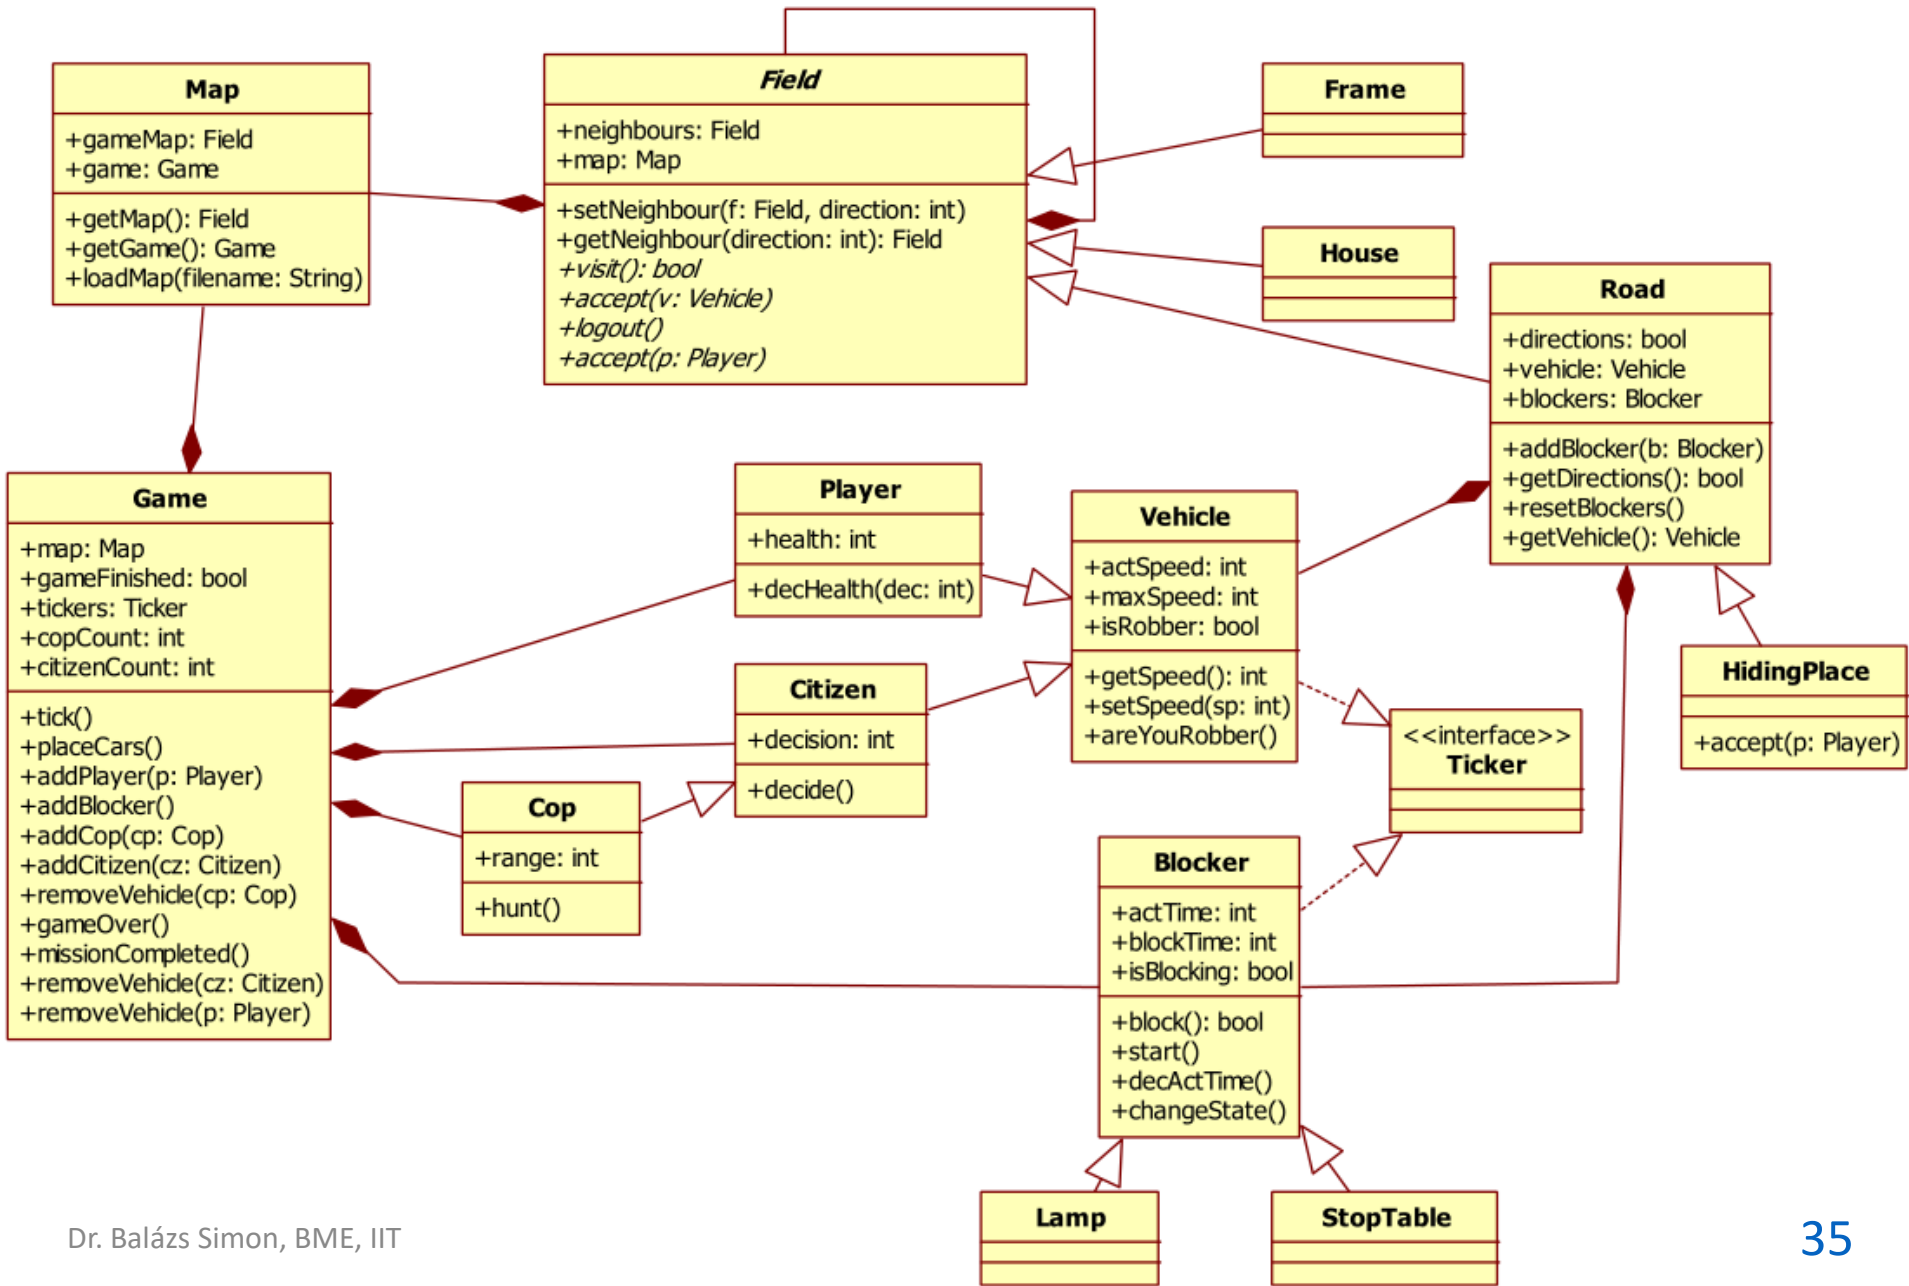 Map
+gameMap: Field
+game: Game
+getMap(): Field
+getGame(): Game
+loadMap(filename: String)
Field
+neighbours: Field
+map: Map
+setNeighbour(f: Field, direction: int)
+getNeighbour(direction: int): Field
+visit(): bool
+accept(v: Vehicle)
+logout()
+accept(p: Player)
Frame
House
Road
+directions: bool
+vehicle: Vehicle
+blockers: Blocker
+addBlocker(b: Blocker)
+getDirections(): bool
+resetBlockers()
+getVehicle(): Vehicle
Game
+map: Map
+gameFinished: bool
+tickers: Ticker
+copCount: int
+citizenCount: int
+tick()
+placeCars()
+addPlayer(p: Player)
+addBlocker()
+addCop(cp: Cop)
+addCitizen(cz: Citizen)
+removeVehicle(cp: Cop)
+gameOver()
+missionCompleted()
+removeVehicle(cz: Citizen)
+removeVehicle(p: Player)
Player
+health: int
+decHealth(dec: int)
Vehicle
+actSpeed: int
+maxSpeed: int
+isRobber: bool
+getSpeed(): int
+setSpeed(sp: int)
+areYouRobber()
Citizen
+decision: int
+decide()
Cop
+range: int
+hunt()
HidingPlace
+accept(p: Player)
<<interface>>
Ticker
Blocker
+actTime: int
+blockTime: int
+isBlocking: bool
+block(): bool
+start()
+decActTime()
+changeState()
Lamp
StopTable
Dr. Balázs Simon, BME, IIT
35